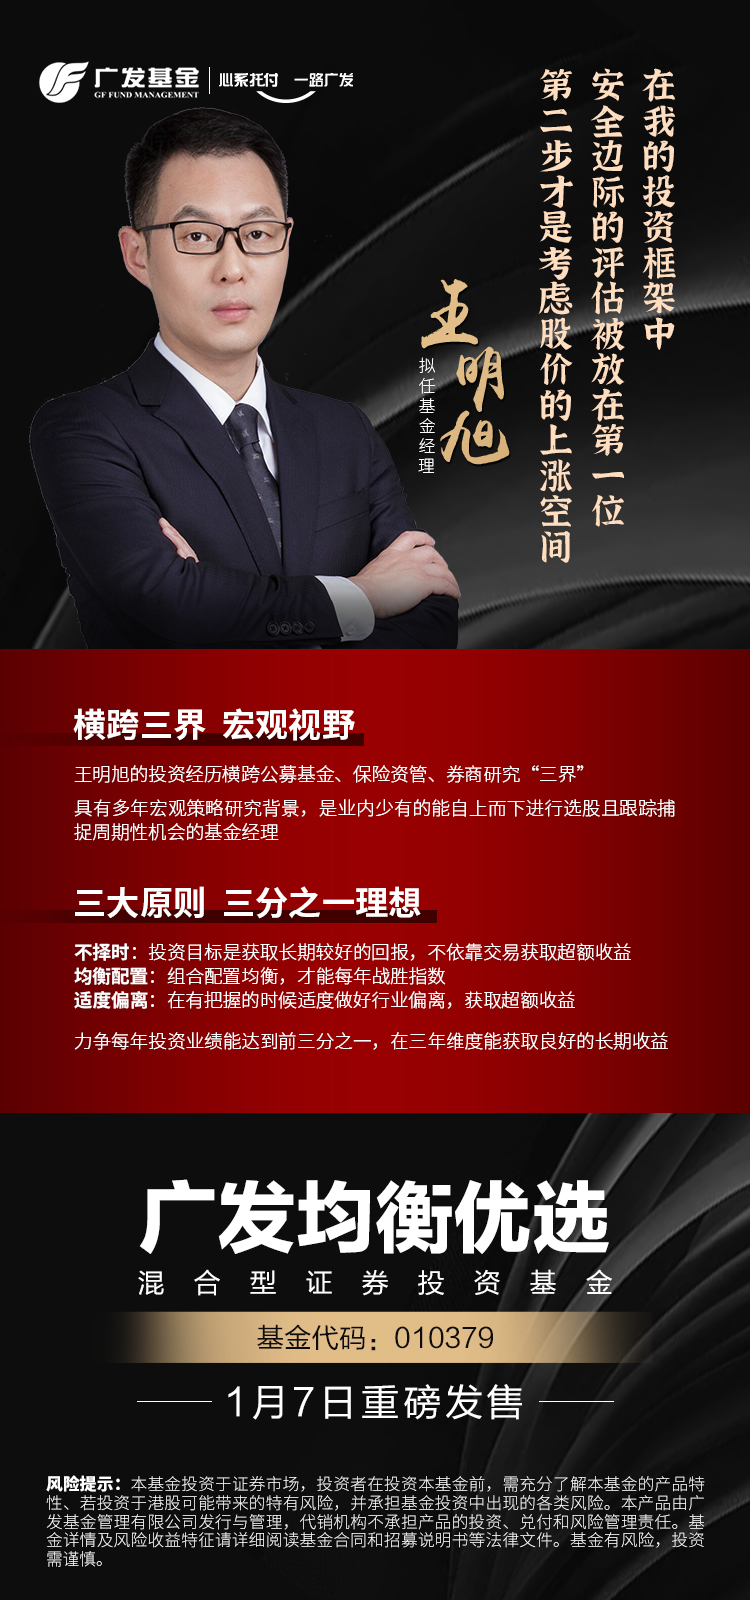 广发基金
GF FUND MANAGEMENT
心系托付 一路广发
在我的投资框架中
安全边际的评估被放在第一位
第二步才是考虑股价的上涨空间
王明旭
拟任基金经理
横跨三界 宏观视野
王明旭的投资经历横跨公募基金、保险资管、券商研究“三界”
具有多年宏观策略研究背景，是业内少有的能自上而下进行选股且跟踪捕
捉周期性机会的基金经理
三大原则 三分之一理想
不择时：投资目标是获取长期较好的回报，不依靠交易获取超额收益
均衡配置：组合配置均衡，才能每年战胜指数
适度偏离：在有把握的时候适度做好行业偏离，获取超额收益
力争每年投资业绩能达到前三分之一，在三年维度能获取良好的长期收益
广发均衡优选
混合型证券投资基金
基金代码：010379
1月7日重磅发售
风险提示：本基金投资于证券市场，投资者在投资本基金前，需充分了解本基金的产品特
性、若投资于港股可能带来的特有风险，并承担基金投资中出现的各类风险。本产品由广
发基金管理有限公司发行与管理，代销机构不承担产品的投资、兑付和风险管理责任。基
金详情及风险收益特征请详细阅读基金合同和招募说明书等法律文件。基金有风险，投资
需谨慎。